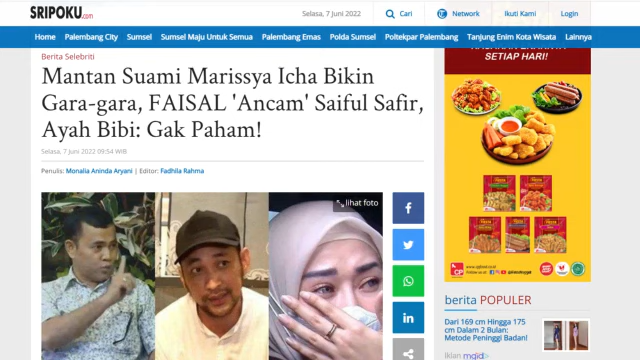 SRIPOKU.com
Selasa, 7 Juni 2022
Cari
Network
Ikuti Kami
Login
Home Palembang City Sumsel Sumsel Maju Untuk Semua Palembang Emas Polda Sumsel Poltekpar Palembang Tanjung Enim Kota Wisata Lainnya
Berita Selebriti
Mantan Suami Marissya Icha Bikin
Gara-gara, FAISAL 'Ancam' Saiful Safir,
Ayah Bibi: Gak Paham!
Selasa, 7 Juni 2022 09:54 WIB
Penulis: Monalia Aninda Aryani | Editor: Fadhila Rahma
lihat foto
SETIAP HARI!
CP
berita POPULER
Dari 169 cm Hingga 175
cm Dalam 2 Bulan:
Metode Peninggi Badan!
Iklan mgid